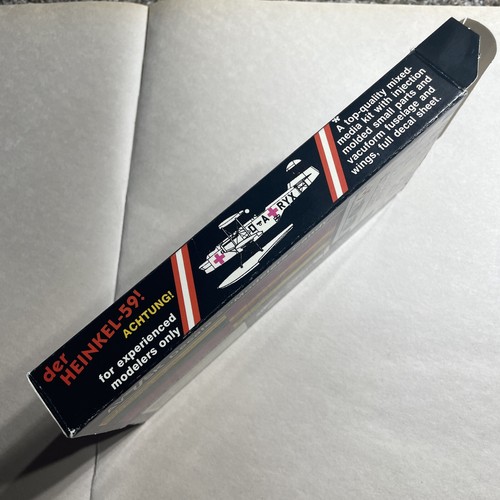 der
HEINKEL-59!
ACHTUNG!
for experienced
modelers only
D-ARYX
* A top-quality mixed-
media kit with injection
molded small parts and
vacuform fuselage and
wings, full decal sheet.